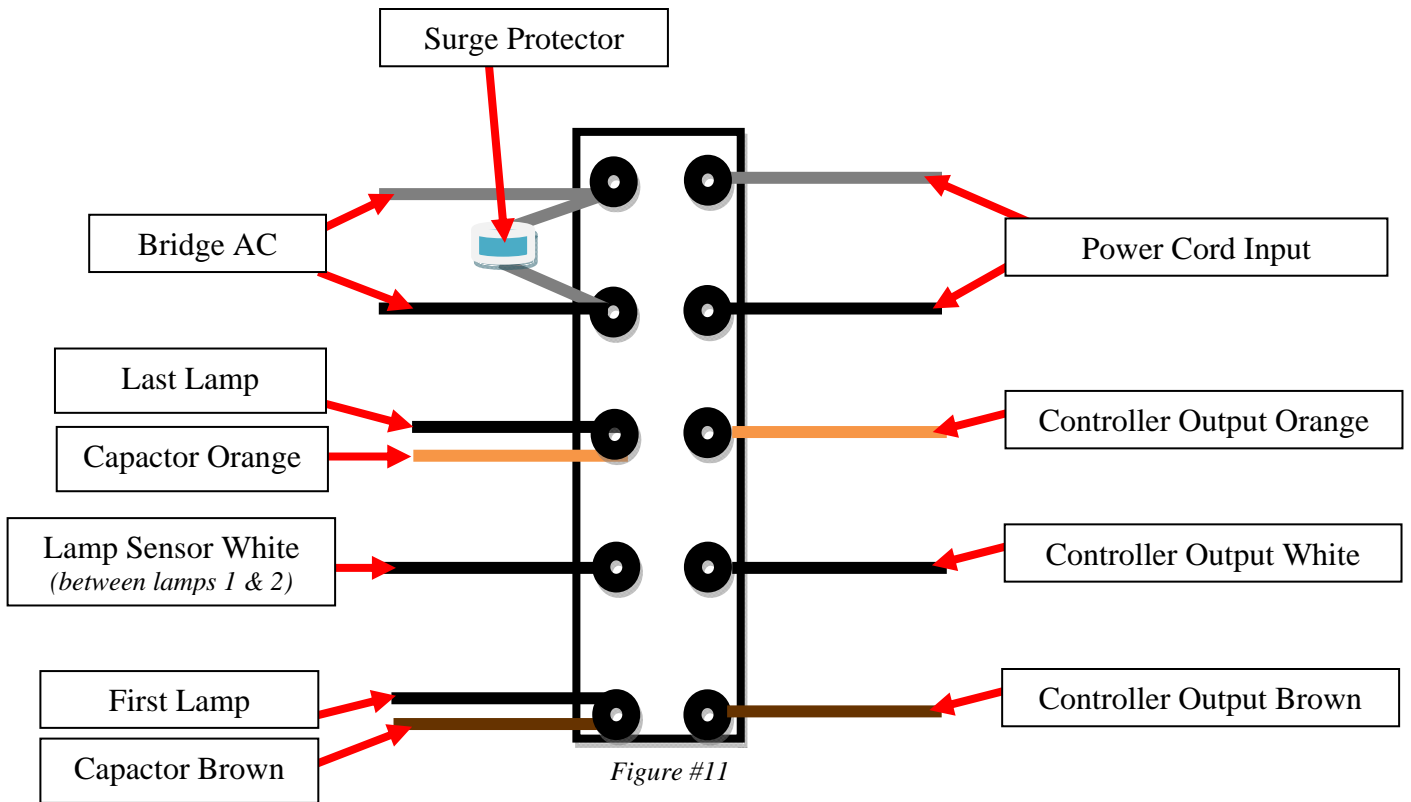 Surge Protector
Bridge AC
Power Cord Input
Last Lamp
Capactor Orange
Controller Output Orange
Lamp Sensor White
(between lamps 1 & 2)
Controller Output White
First Lamp
Capactor Brown
Controller Output Brown
Figure #11